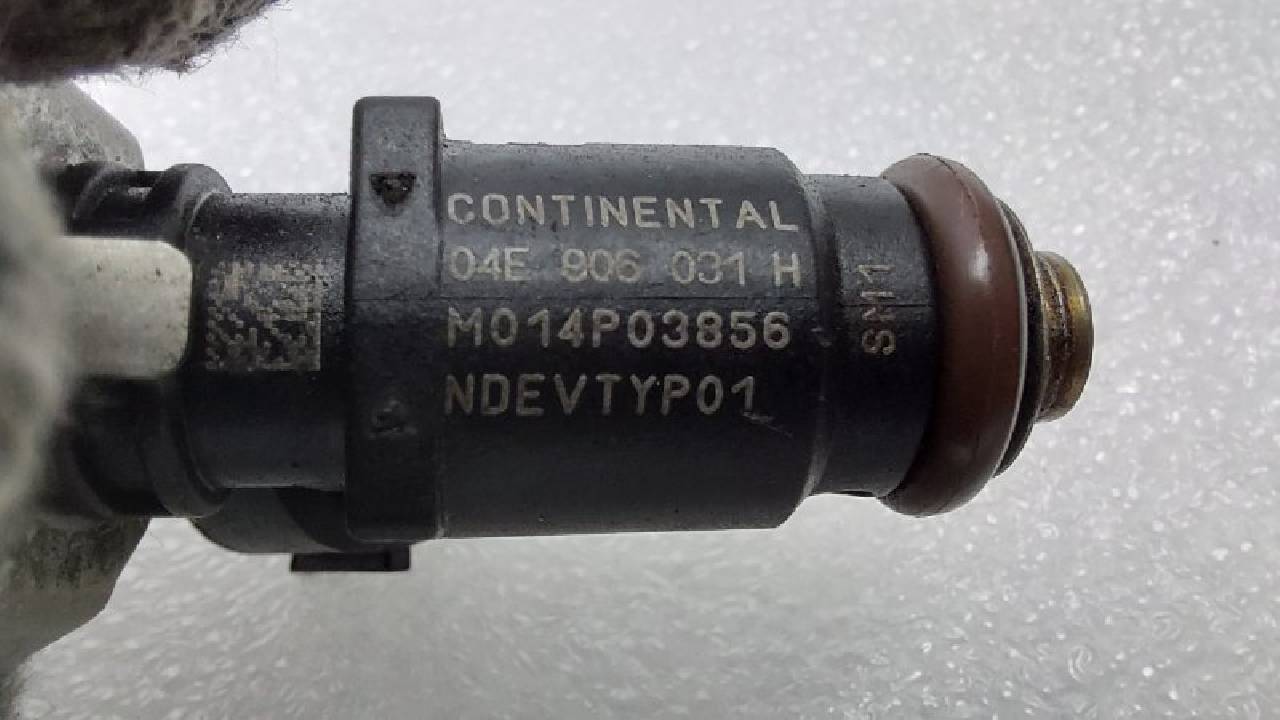 CONTINENTAL
04E 906 031 H
M014P03856
NDEVTYP01
SM1